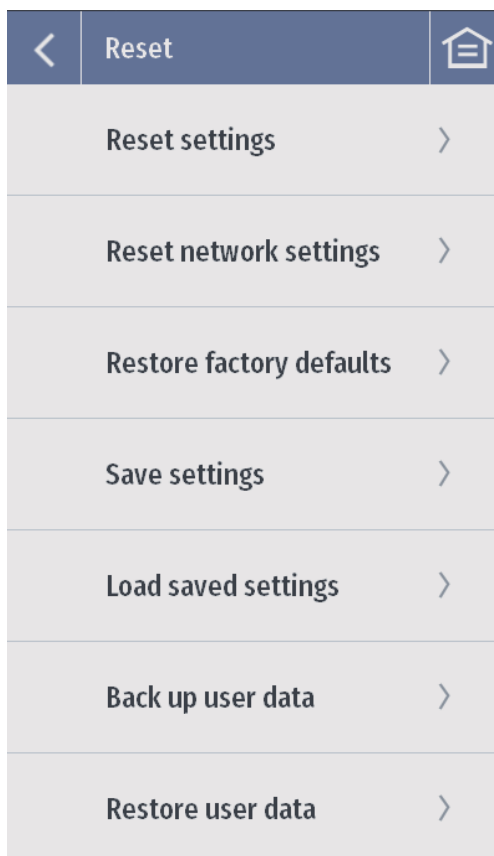 Reset
Reset settings
Reset network settings
Restore factory defaults
Save settings
Load saved settings
Back up user data
Restore user data